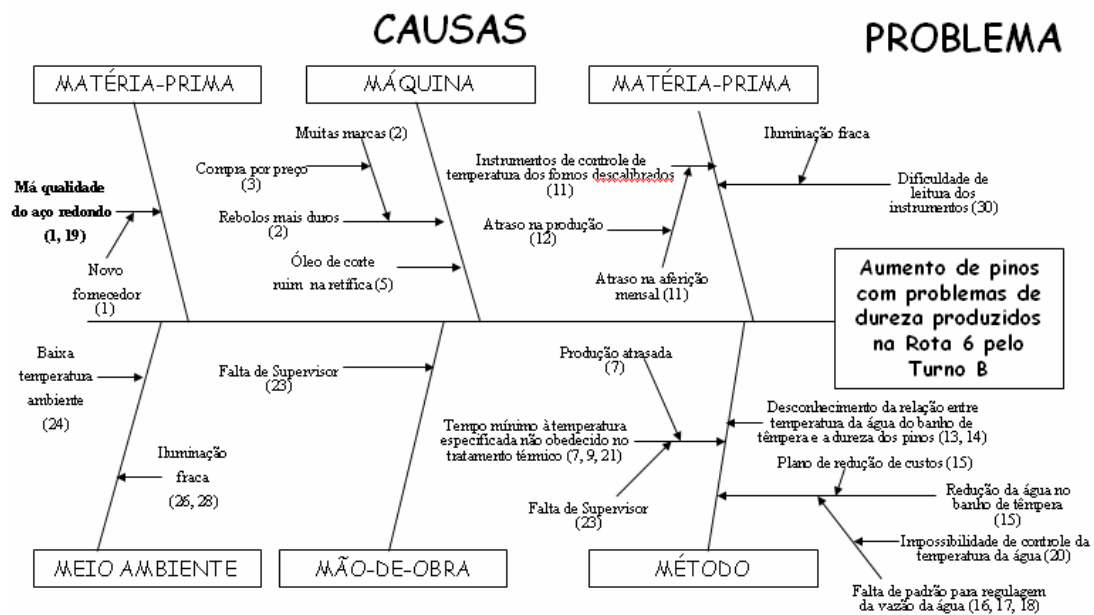 CAUSAS
PROBLEMA
MATÉRIA-PRIMA
MÁQUINA
MATÉRIA-PRIMA
Muitas marcas (2)
Compra por preço
(3)
Rebolos mais duros
(2)
Óleo de corte
ruim na retífica (5)
Má qualidade
do aço redondo
(1, 19)
Novo
fornecedor
(1)
Instrumentos de controle de
temperatura dos fornos descalibrados
(11)
Atraso na produção
(12)
Atraso na aferição
mensal (11)
Iluminação fraca
Dificuldade de
leitura dos
instrumentos (30)
Aumento de pinos
com problemas de
dureza produzidos
na Rota 6 pelo
Turno B
Baixa
temperatura
ambiente
(24)
Iluminação
fraca
(26, 28)
Falta de Supervisor
(23)
Produção atrasada
(7)
Tempo mínimo à temperatura
especificada não obedecido no
tratamento térmico (7, 9, 21)
Falta de Supervisor
(23)
Desconhecimento da relação entre
temperatura da água do banho de
têmpera e a dureza dos pinos (13, 14)
Plano de redução de custos (15)
Redução da água no
banho de têmpera
(15)
Impossibilidade de controle da
temperatura da água (20)
Falta de padrão para regulagem
da vazão da água (16, 17, 18)
MEIO AMBIENTE
MÃO-DE-OBRA
MÉTODO